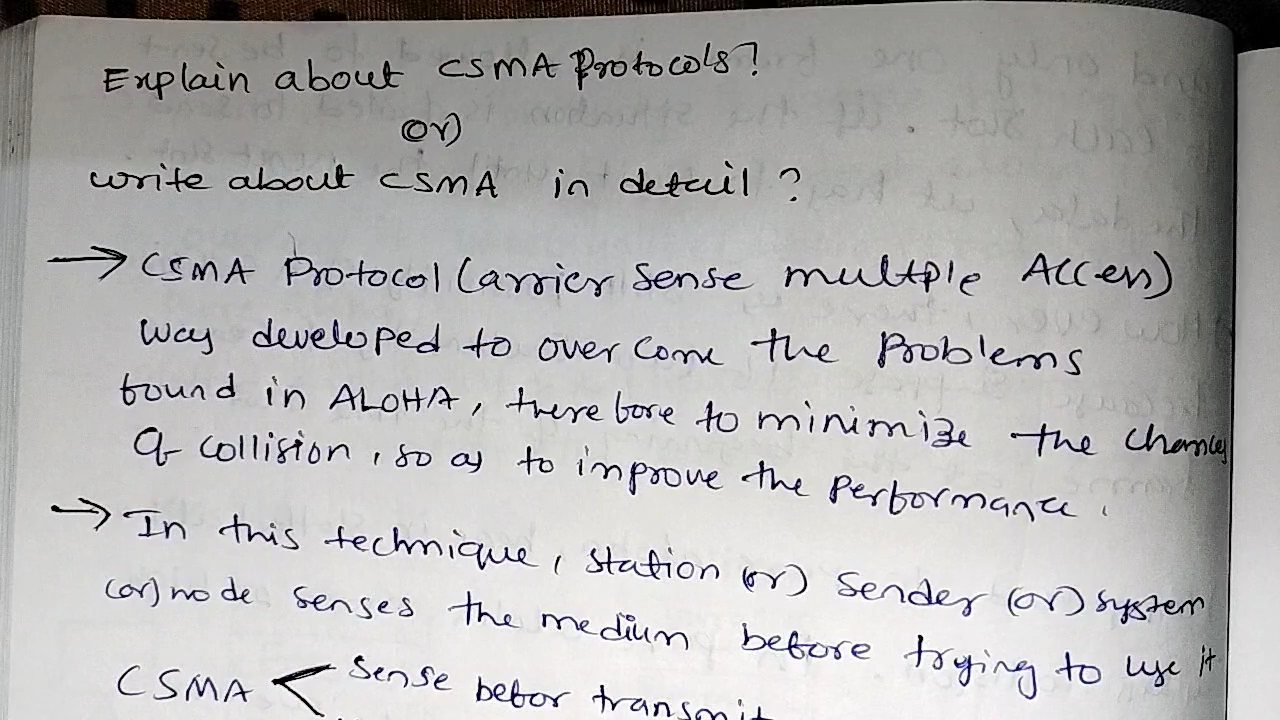 Explain about CSMA Protocols?
Or)
write about CSMA in detail?
→ CSMA Protocol (Carrier Sense multiple Access)
was developed to over come the Problems
found in ALOHA, therefore to minimize the chances
of collision, so as to improve the Performance.
→ In this technique, Station (or) Sender (or) system
(or) node senses the medium before trying to use it
CSMA < Sense befor transmit